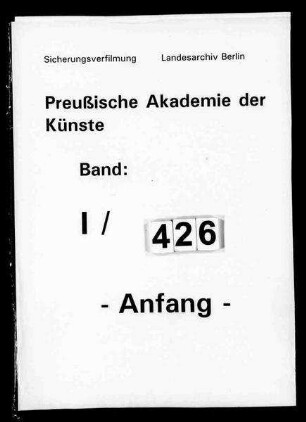 Sicherungsverfilmung Landesarchiv Berlin
Preußische Akademie der
Künste
Band:
I / 426
- Anfang -